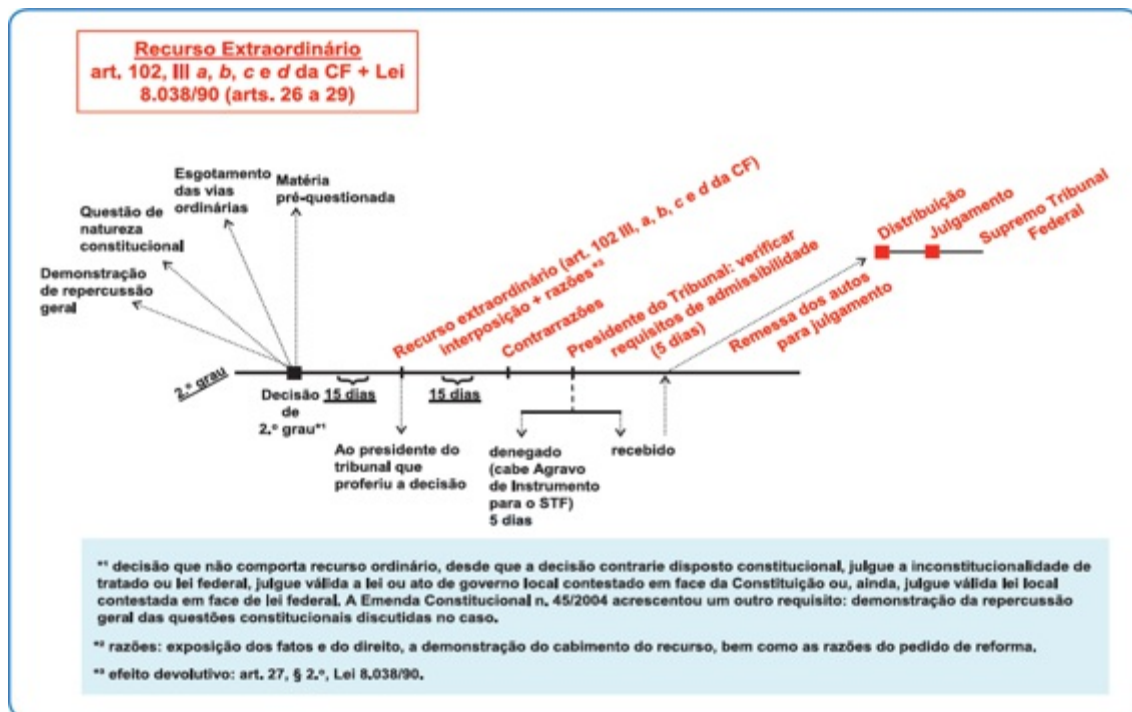 Recurso Extraordinário
art. 102, III a, b, c e d da CF + Lei
8.038/90 (arts. 26 a 29)
Esgotamento
das vias
ordinárias
Matéria
pré-questionada
Questão de
natureza
constitucional
Demonstração
de repercussão
geral
Recurso extraordinário (art. 102 III, a, b, c e d da CF)
interposição + razões*²
Contrarrazões
Presidente do Tribunal: verificar
requisitos de admissibilidade
(5 dias)
Remessa dos autos
para julgamento
Distribuição
Julgamento
Supremo Tribunal
Federal
2.º grau
Decisão
de
2.º grau*¹
15 dias
15 dias
Ao presidente do
tribunal que
proferiu a decisão
denegado
(cabe Agravo
de Instrumento
para o STF)
5 dias
recebido
*¹ decisão que não comporta recurso ordinário, desde que a decisão contrarie disposto constitucional, julgue a inconstitucionalidade de
tratado ou lei federal, julgue válida a lei ou ato de governo local contestado em face da Constituição ou, ainda, julgue válida lei local
contestada em face de lei federal. A Emenda Constitucional n. 45/2004 acrescentou um outro requisito: demonstração da repercussão
geral das questões constitucionais discutidas no caso.
*² razões: exposição dos fatos e do direito, a demonstração do cabimento do recurso, bem como as razões do pedido de reforma.
*³ efeito devolutivo: art. 27, § 2.º, Lei 8.038/90.